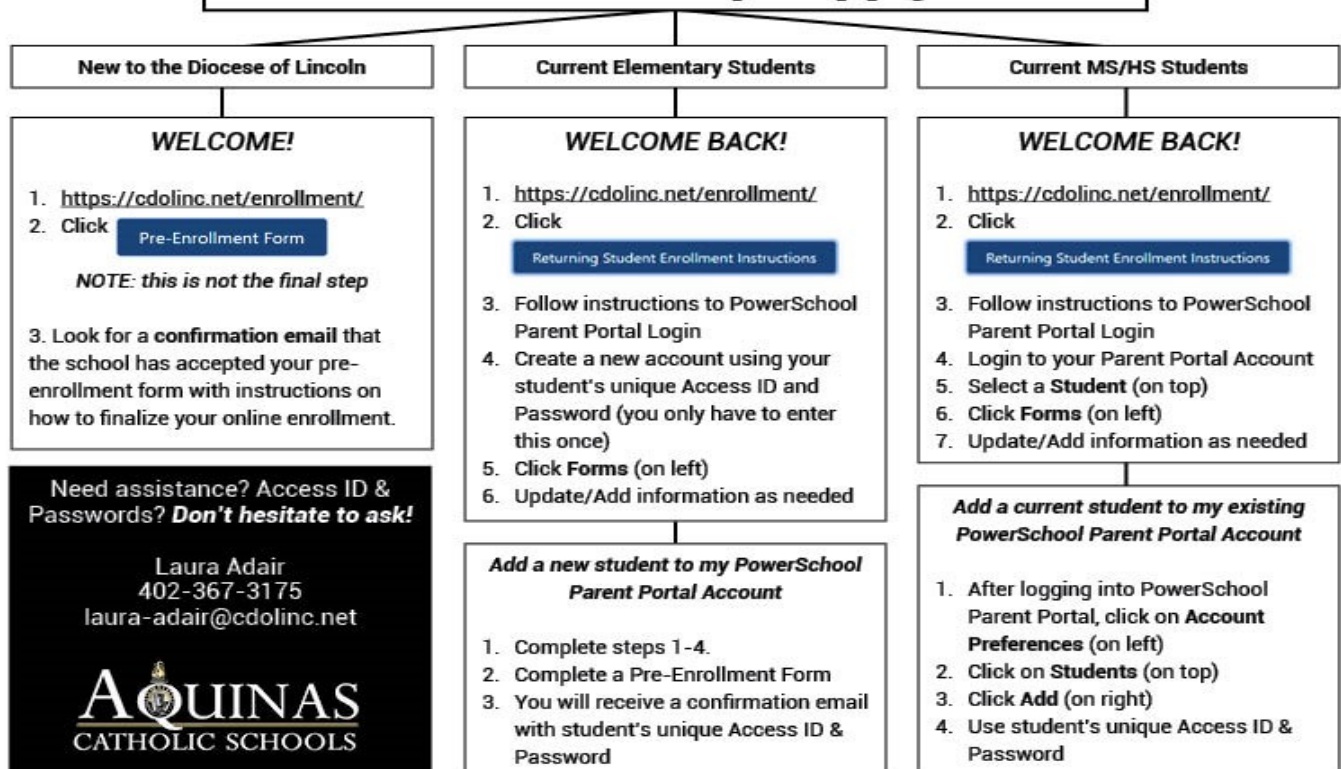 New to the Diocese of Lincoln
WELCOME!
1. https://cdolinc.net/enrollment/
2. Click Pre-Enrollment Form
NOTE: this is not the final step
3. Look for a confirmation email that
the school has accepted your pre-
enrollment form with instructions on
how to finalize your online enrollment.
Need assistance? Access ID &
Passwords? Don't hesitate to ask!
Laura Adair
402-367-3175
laura-adair@cdolinc.net
AQUINAS
CATHOLIC SCHOOLS
Current Elementary Students
WELCOME BACK!
1. https://cdolinc.net/enrollment/
2. Click
Returning Student Enrollment Instructions
3. Follow instructions to PowerSchool
Parent Portal Login
4. Create a new account using your
student's unique Access ID and
Password (you only have to enter
this once)
5. Click Forms (on left)
6. Update/Add information as needed
Add a new student to my PowerSchool
Parent Portal Account
1. Complete steps 1-4.
2. Complete a Pre-Enrollment Form
3. You will receive a confirmation email
with student's unique Access ID &
Password
Current MS/HS Students
WELCOME BACK!
1. https://cdolinc.net/enrollment/
2. Click
Returning Student Enrollment Instructions
3. Follow instructions to PowerSchool
Parent Portal Login
4. Login to your Parent Portal Account
5. Select a Student (on top)
6. Click Forms (on left)
7. Update/Add information as needed
Add a current student to my existing
PowerSchool Parent Portal Account
1. After logging into PowerSchool
Parent Portal, click on Account
Preferences (on left)
2. Click on Students (on top)
3. Click Add (on right)
4. Use student's unique Access ID &
Password